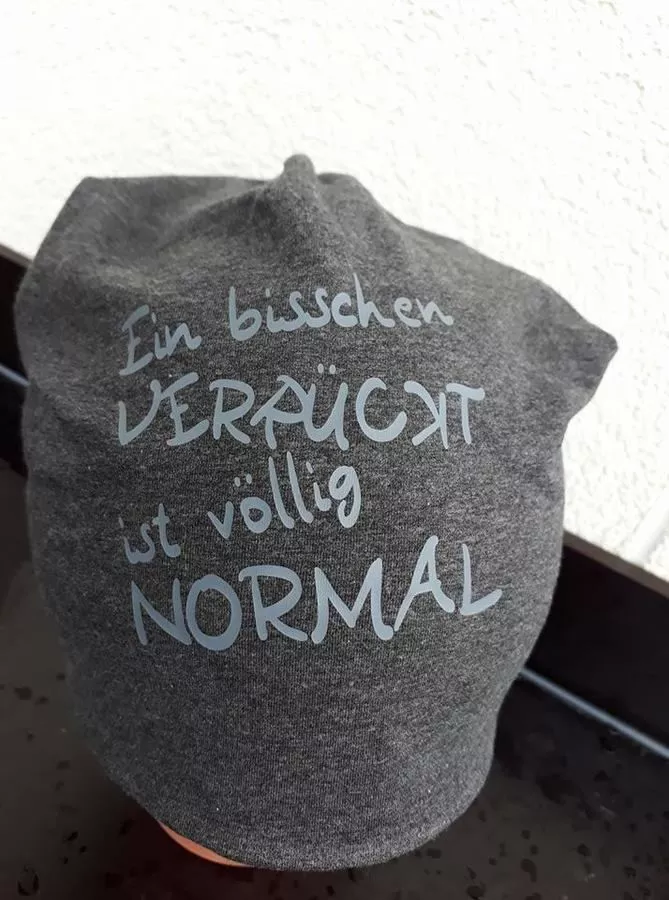 Ein bisschen
VERRÜCKT
ist völlig
NORMAL